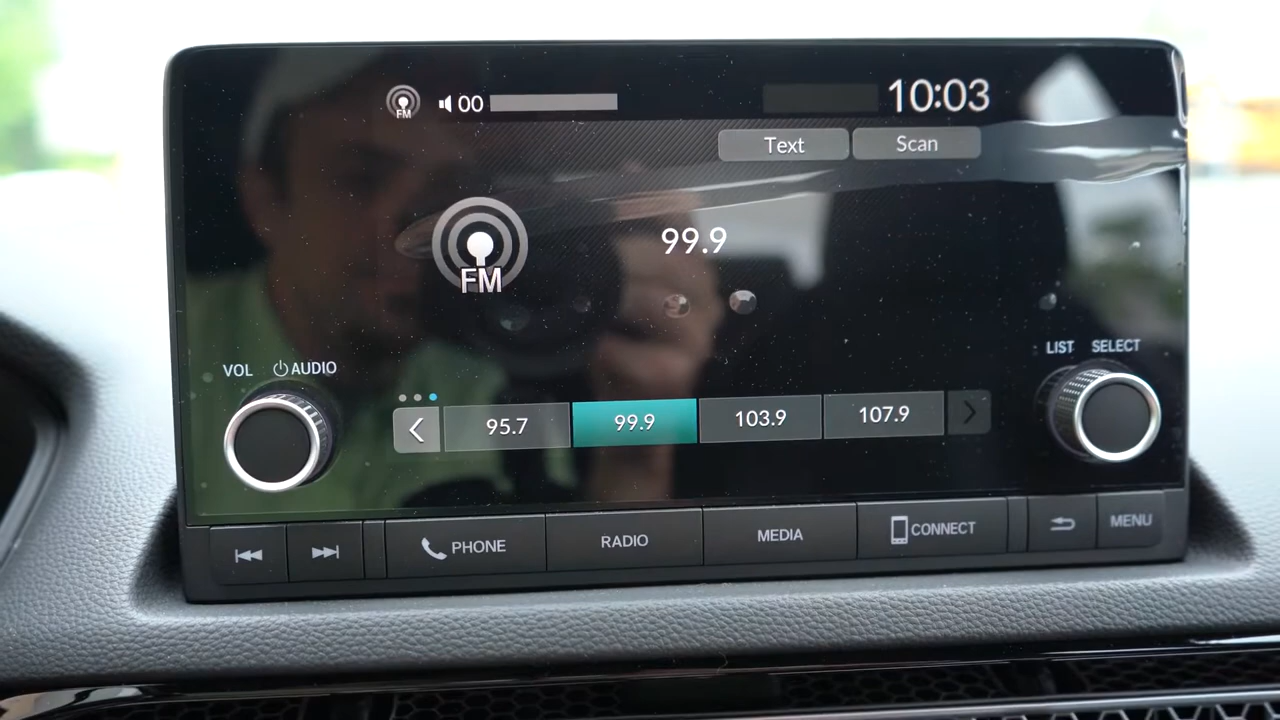 FM 00 10:03
Text Scan
99.9
FM
VOL AUDIO
LIST SELECT
95.7 99.9 103.9 107.9
PHONE RADIO MEDIA CONNECT MENU